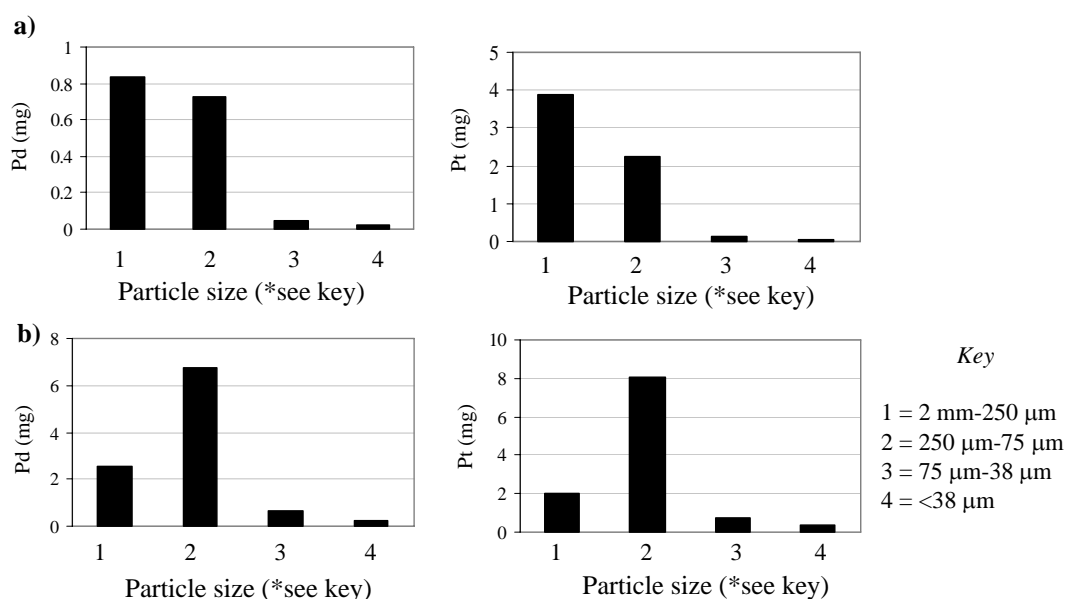 a)
1
0.8
0.6
0.4
0.2
0
Pd (mg)
1 2 3 4
Particle size (*see key)
5
4
3
2
1
0
Pt (mg)
1 2 3 4
Particle size (*see key)
b)
8
6
4
2
0
Pd (mg)
1 2 3 4
Particle size (*see key)
10
8
6
4
2
0
Pt (mg)
1 2 3 4
Particle size (*see key)
Key
1 = 2 mm-250 μm
2 = 250 μm-75 μm
3 = 75 μm-38 μm
4 = <38 μm